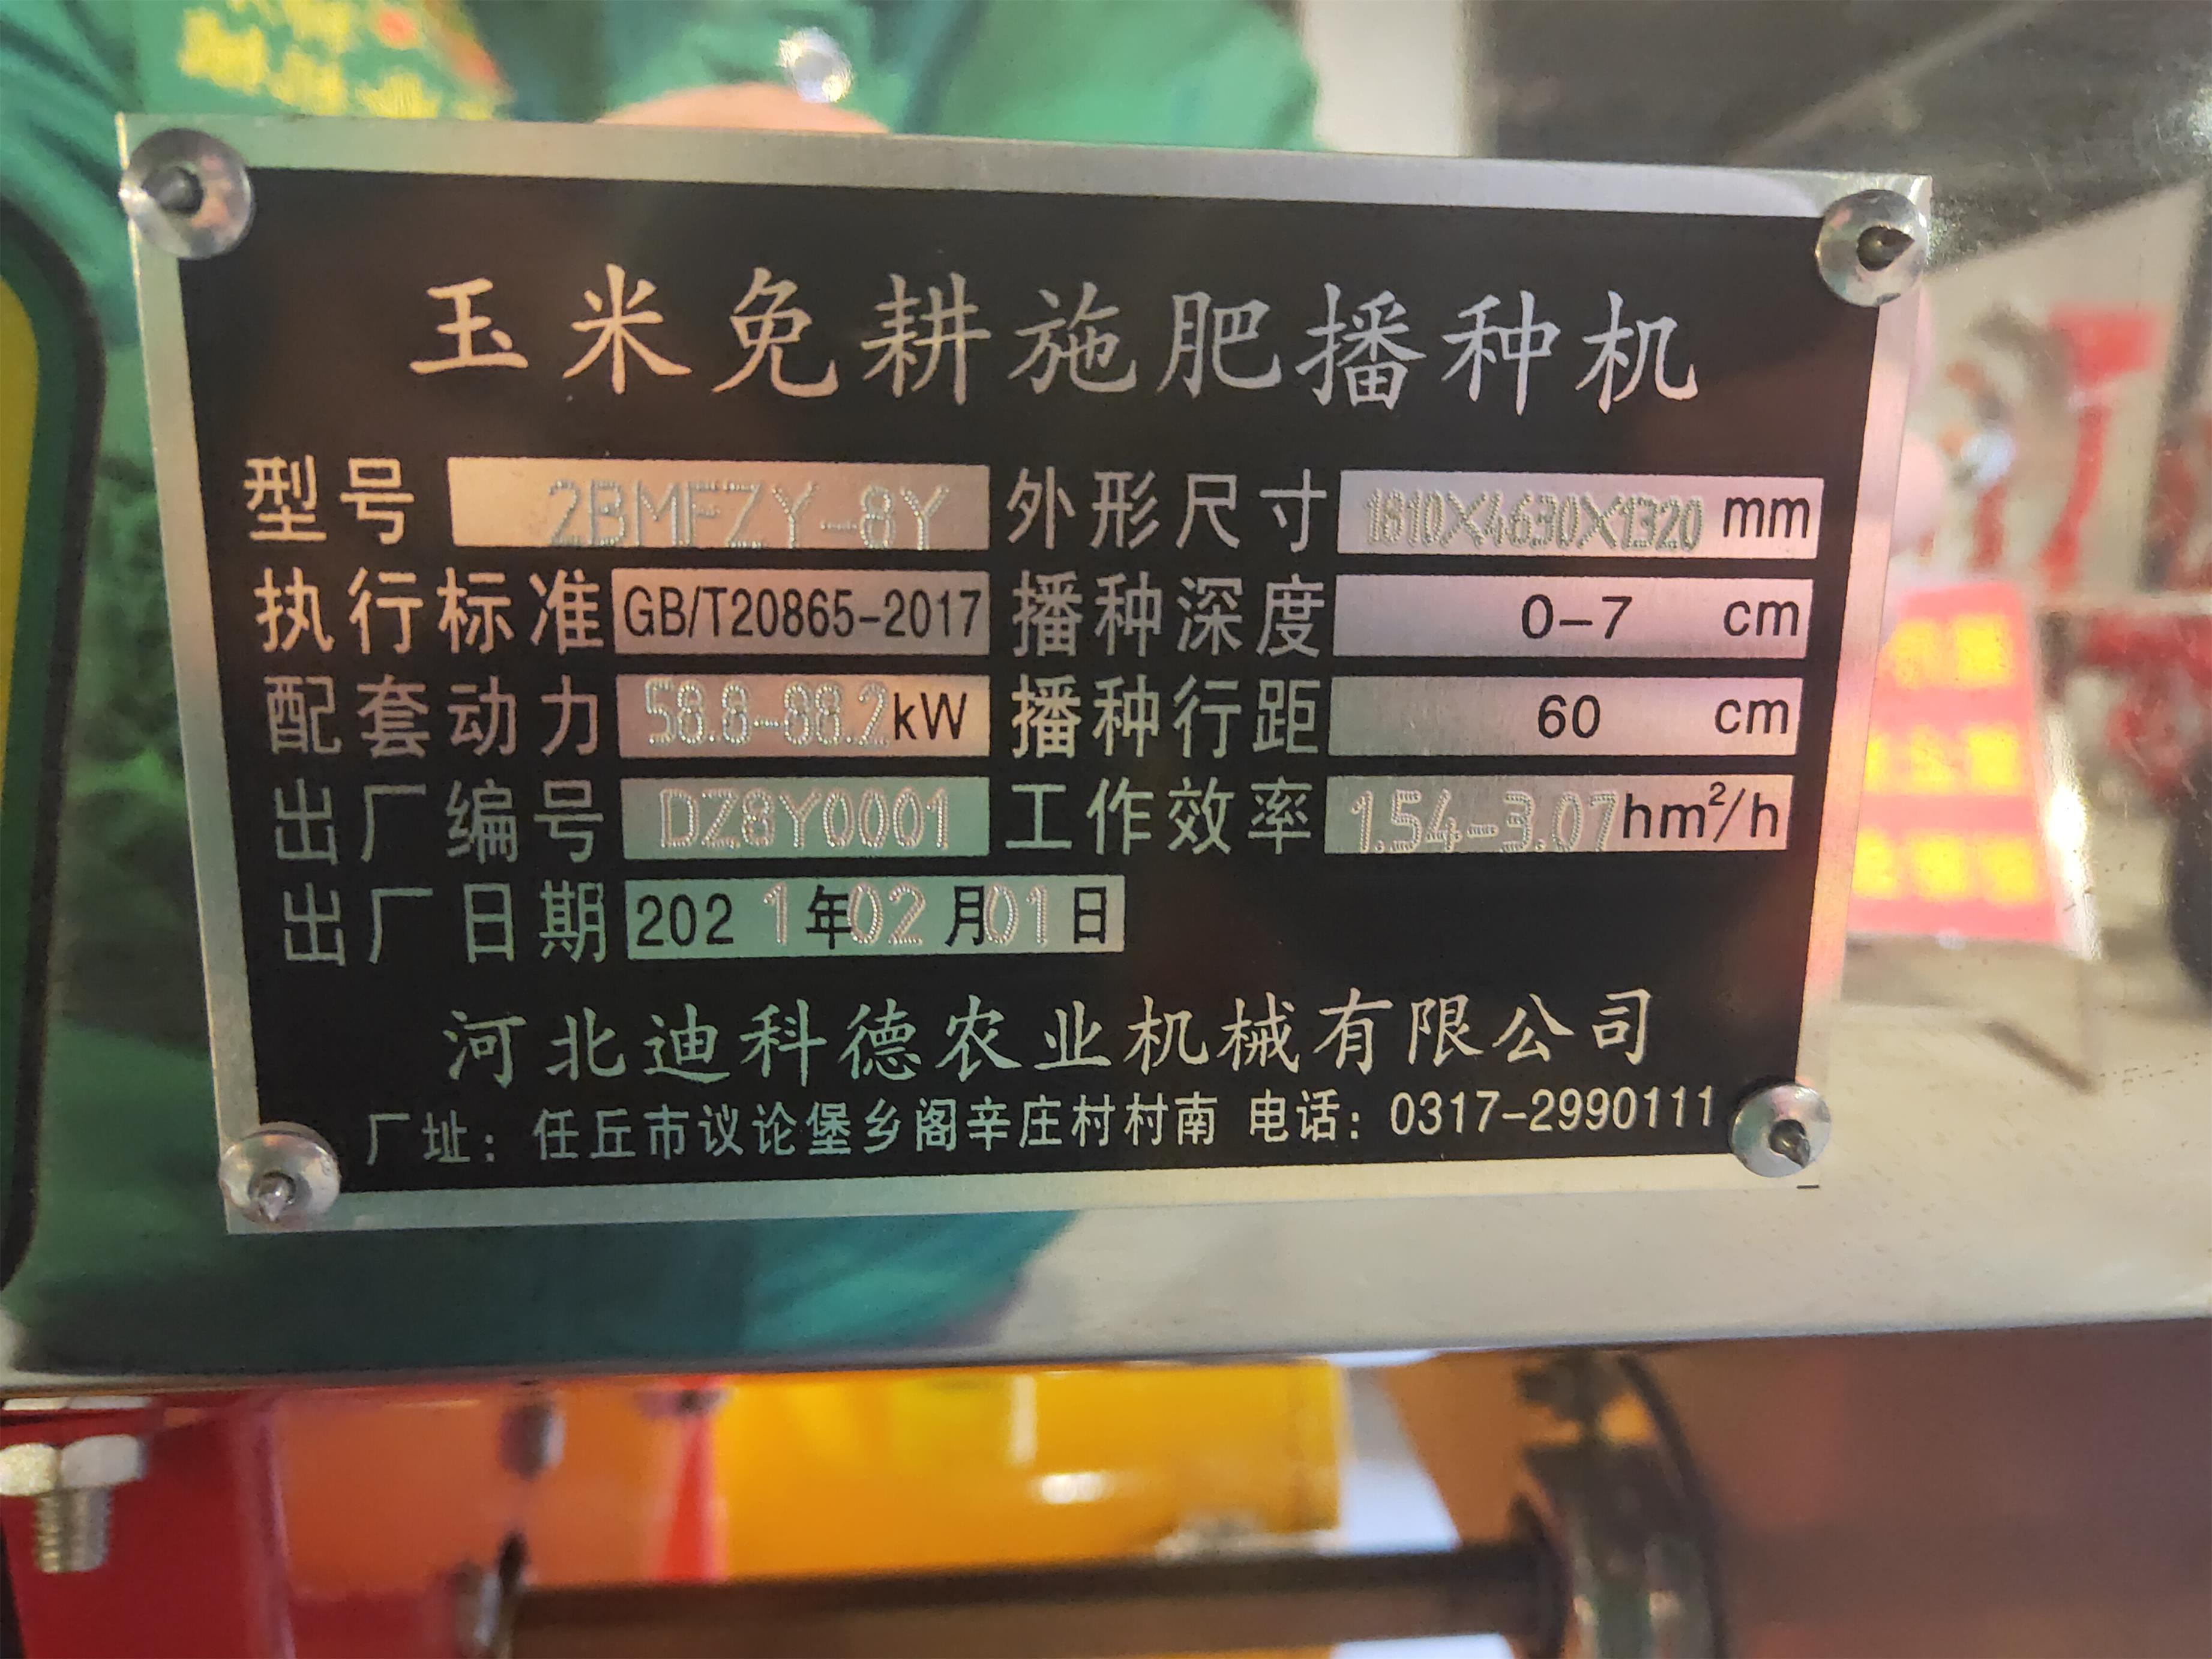 玉米免耕施肥播种机
型号 2BMFZY-8Y 外形尺寸 1810X4630X1320 mm
执行标准 GB/T20865-2017 播种深度 0-7 cm
配套动力 58.8-88.2kW 播种行距 60 cm
出厂编号 DZ8Y0001 工作效率 1.54-3.07hm²/h
出厂日期 2021年02月01日
河北迪科德农业机械有限公司
厂址：任丘市议论堡乡阁辛庄村村南 电话：0317-2990111